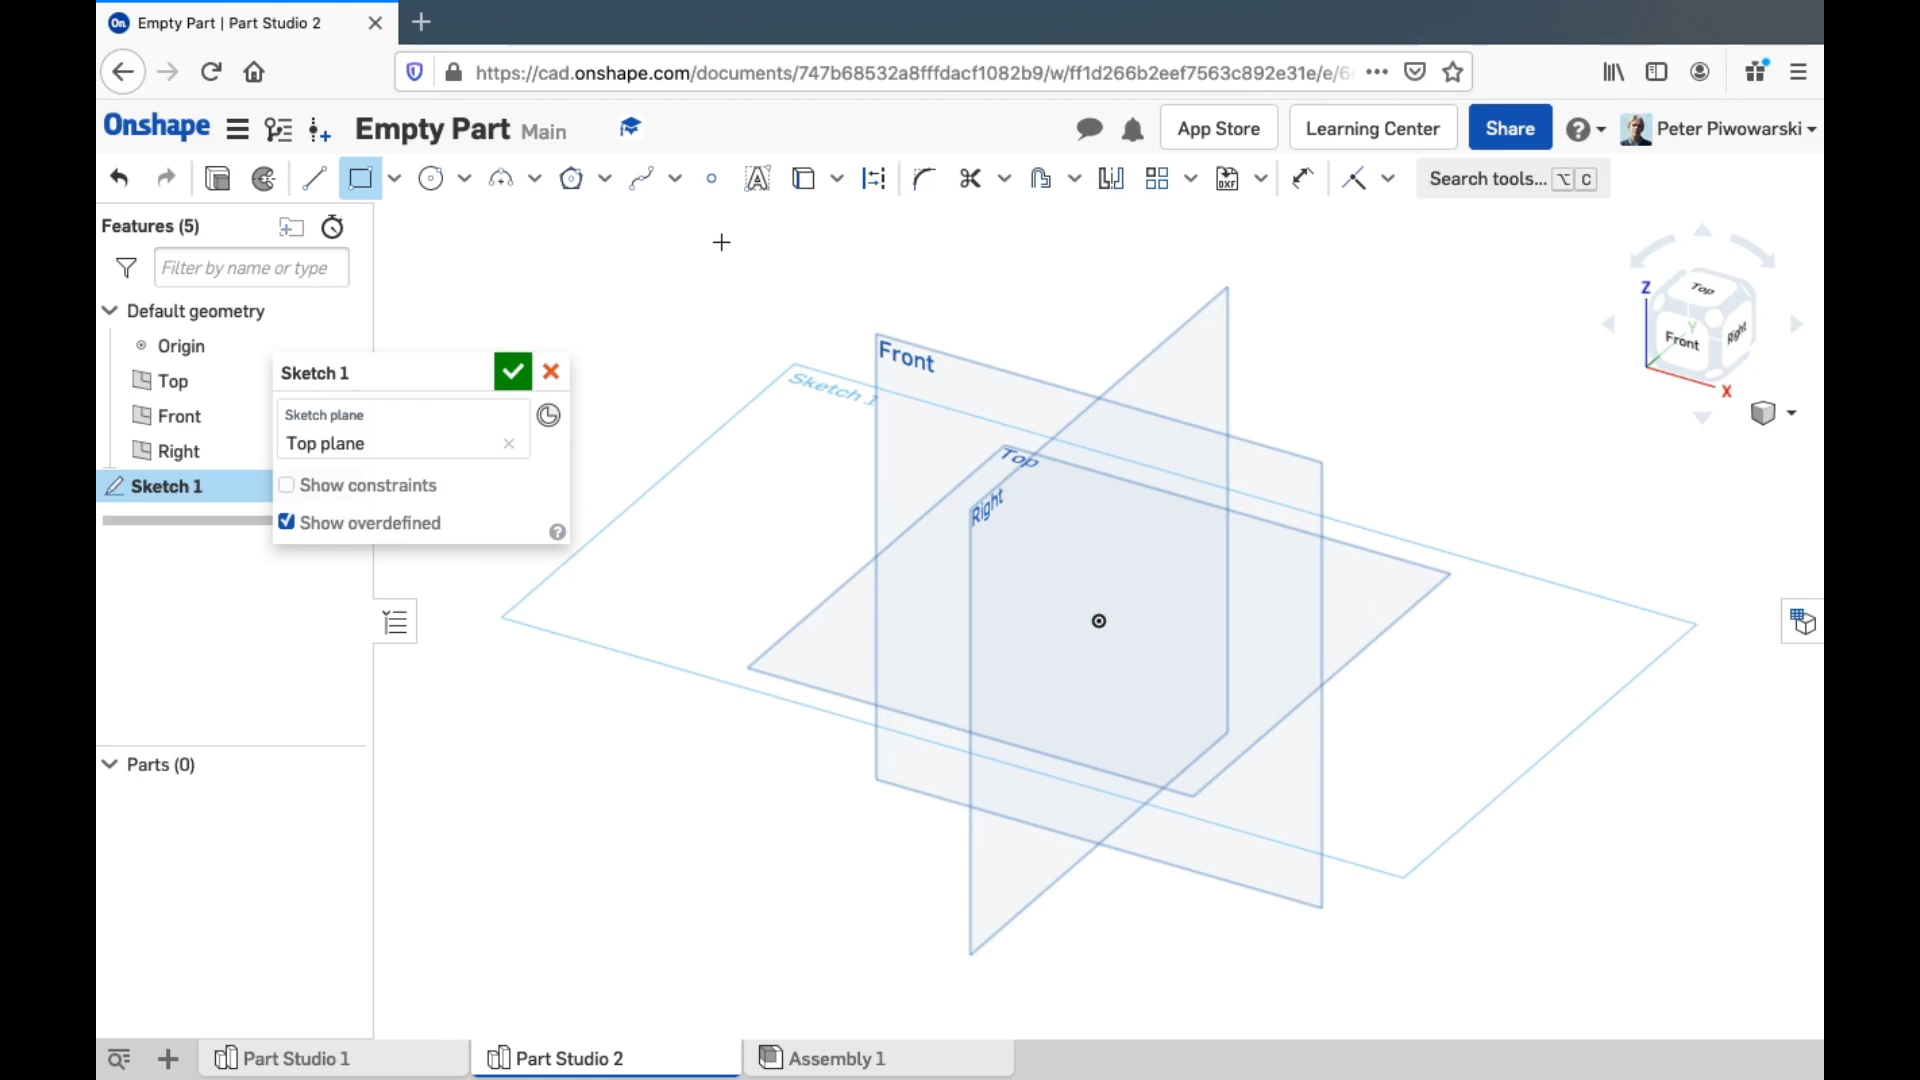 On Empty Part | Part Studio 2
https://cad.onshape.com/documents/747b68532a8fffdacf1082b9/w/ff1d266b2eef7563c892e31e/e/6
Onshape Empty Part Main App Store Learning Center Share Peter Piwowarski
DXF Search tools... ⌥ C
Features (5)
Filter by name or type
Default geometry
Origin
Top
Front
Right
Sketch 1
Sketch 1
Sketch plane
Top plane
Show constraints
Show overdefined
Sketch 1
Front
Top
Right
Z
Top
Front
Y
Right
X
Parts (0)
Part Studio 1
Part Studio 2
Assembly 1